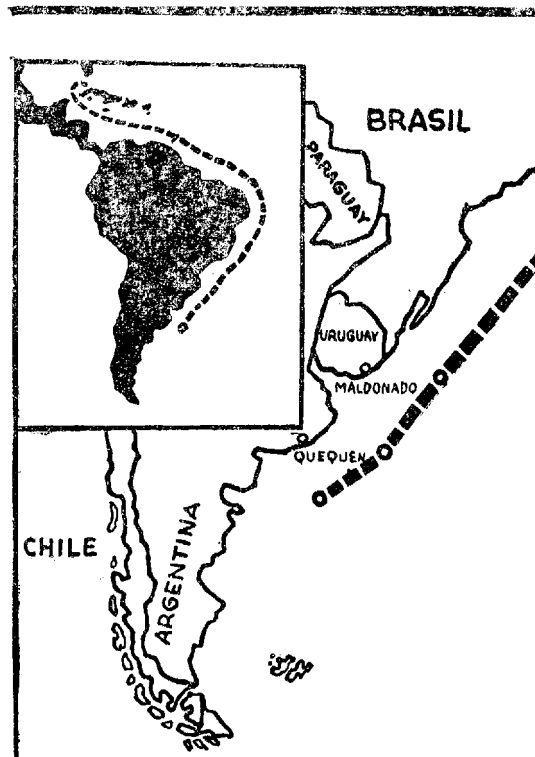 BRASIL
PARAGUAY
URUGUAY
MALDONADO
QUEQUEN
CHILE
ARGENTINA